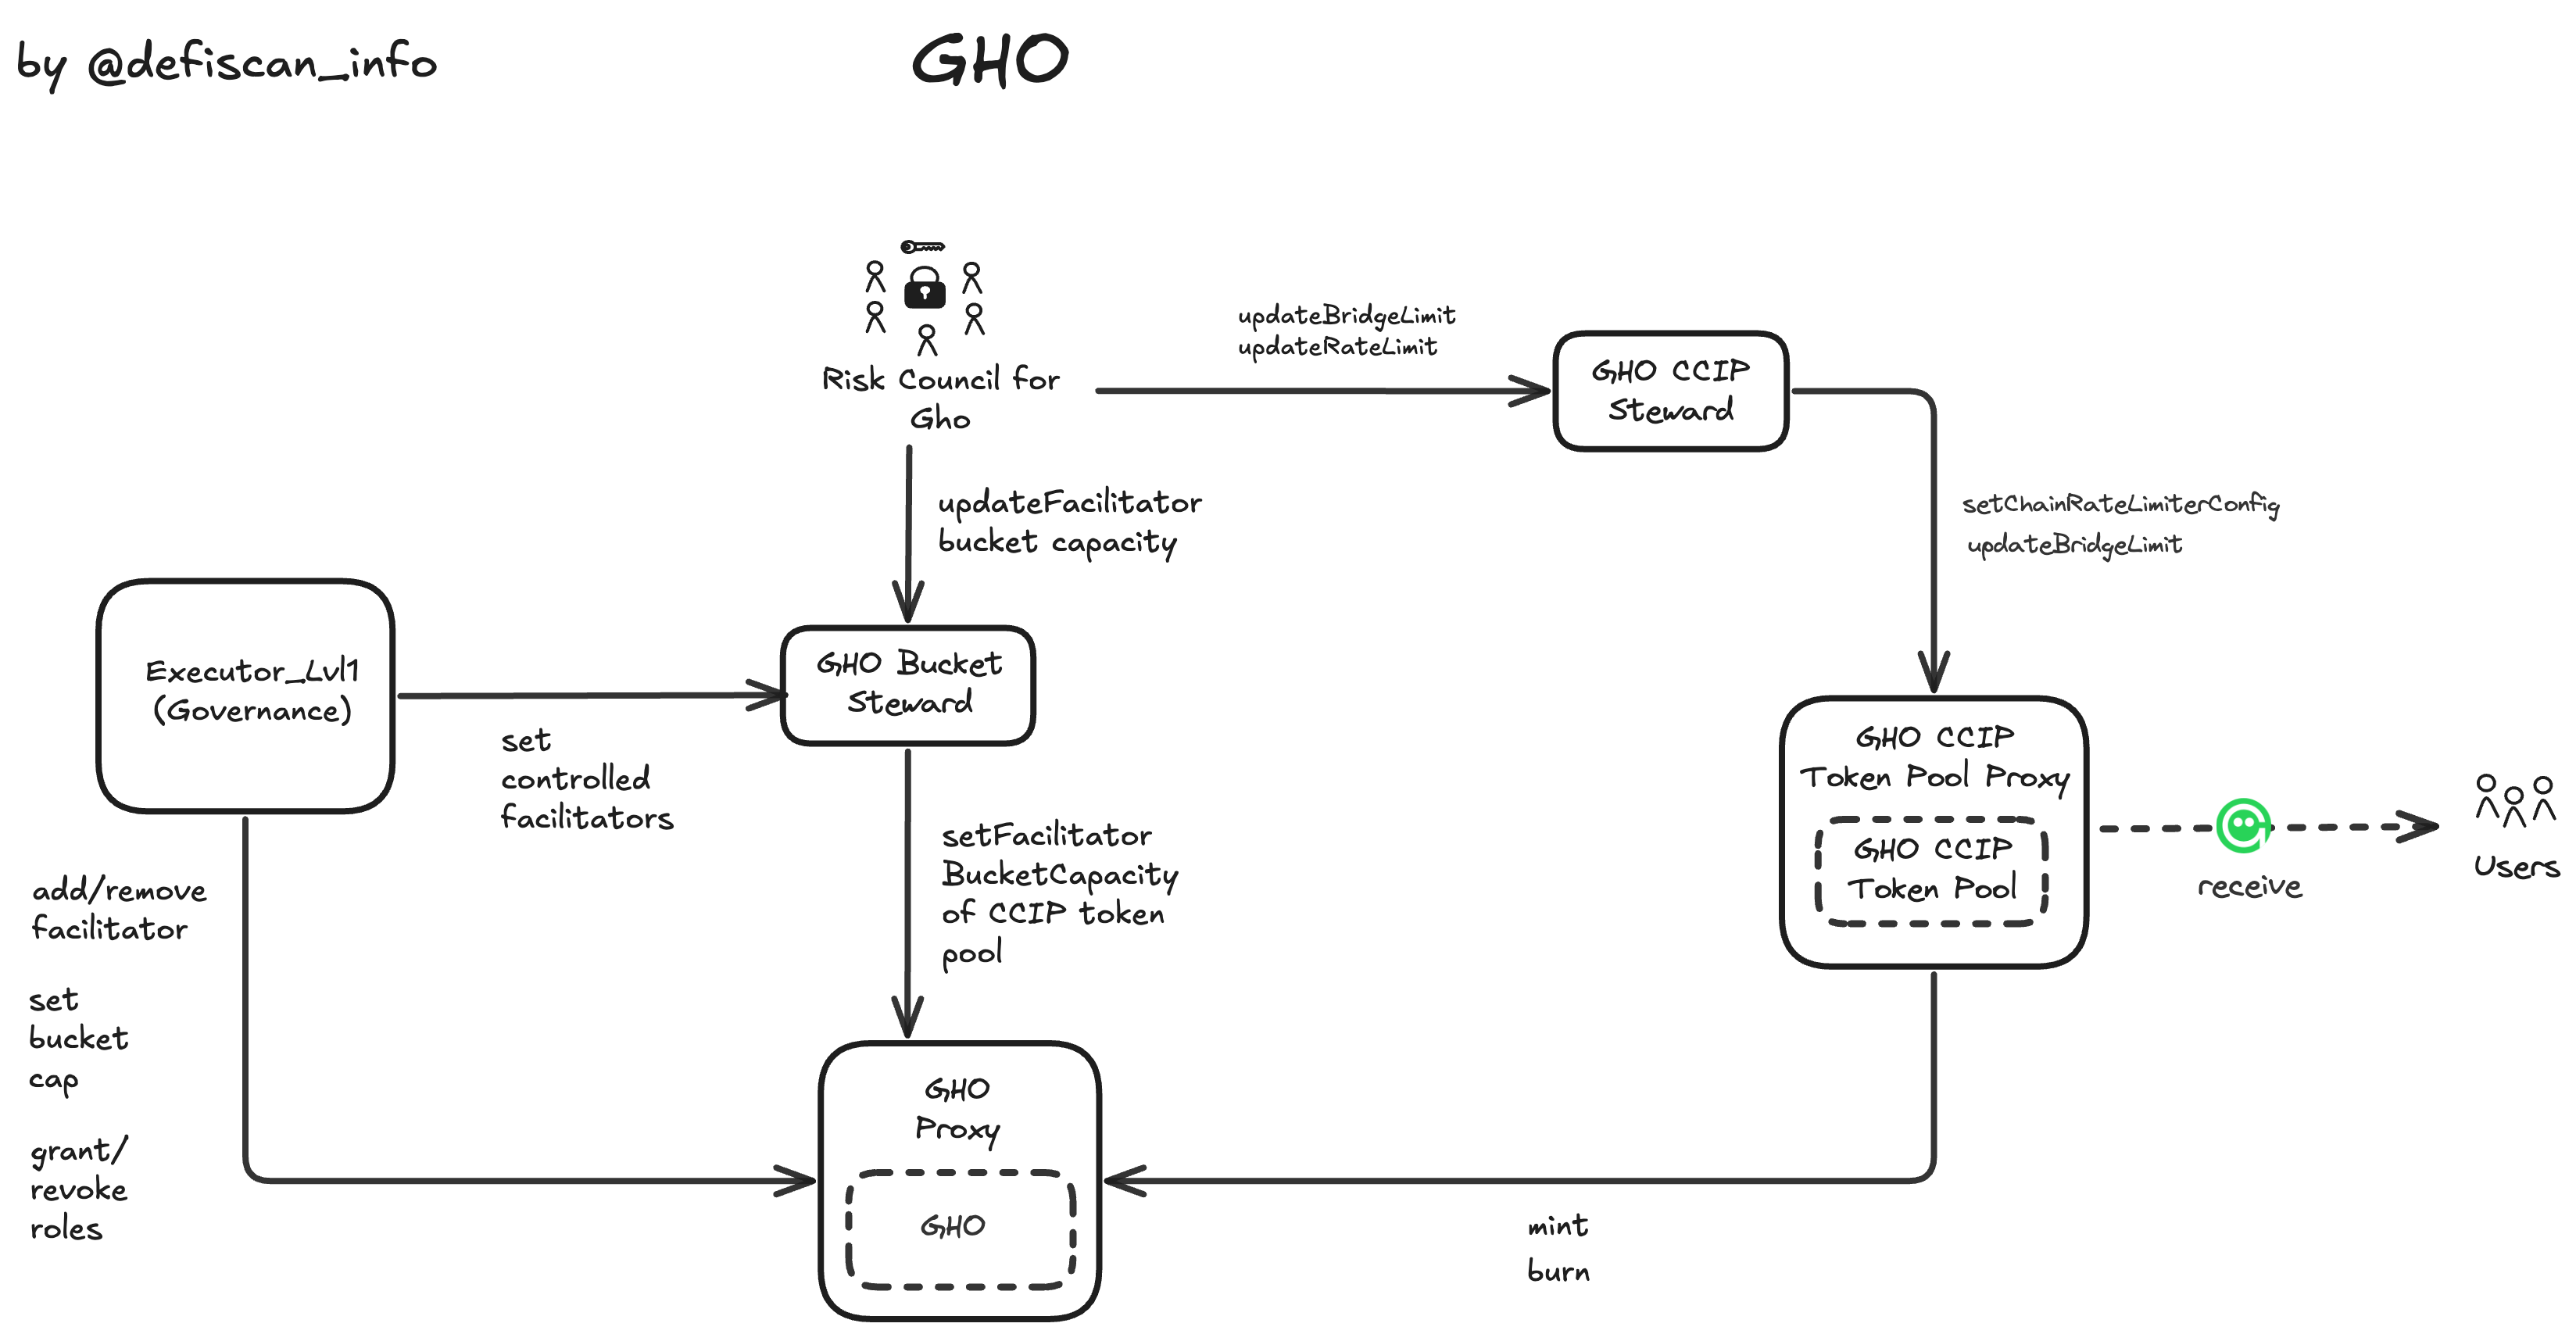 by @defiscan_info
GHO
Risk Council for
Gho
updateBridgeLimit
updateRateLimit
GHO CCIP
Steward
updateFacilitator
bucket capacity
setChainRateLimiterConfig
updateBridgeLimit
Executor_Lvl1
(Governance)
set
controlled
facilitators
GHO Bucket
Steward
GHO CCIP
Token Pool Proxy
GHO CCIP
Token Pool
receive
Users
setFacilitator
BucketCapacity
of CCIP token
pool
add/remove
facilitator
set
bucket
cap
grant/
revoke
roles
GHO
Proxy
GHO
mint
burn